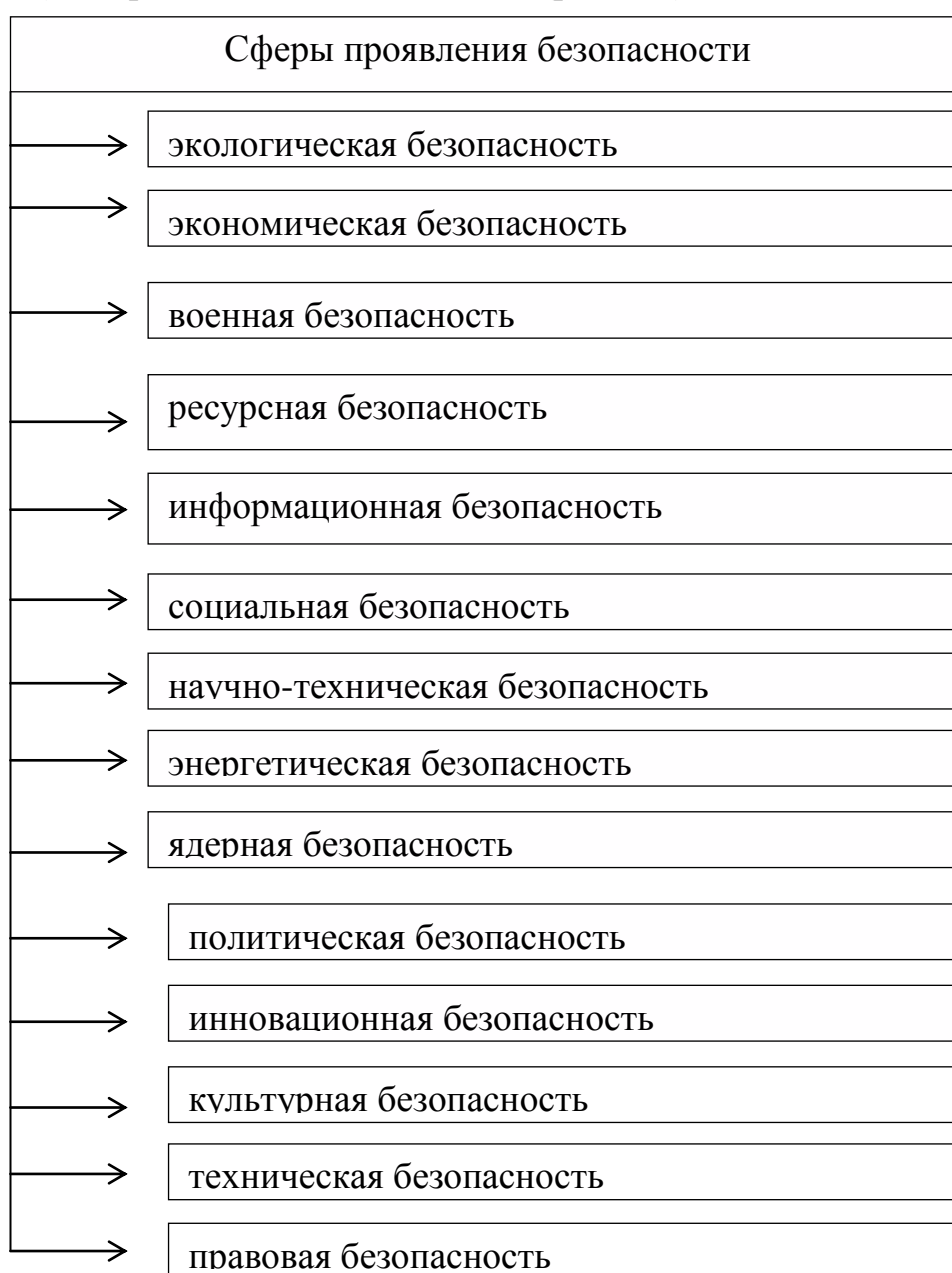 Сферы проявления безопасности
экологическая безопасность
экономическая безопасность
военная безопасность
ресурсная безопасность
информационная безопасность
социальная безопасность
научно-техническая безопасность
энергетическая безопасность
ядерная безопасность
политическая безопасность
инновационная безопасность
культурная безопасность
техническая безопасность
правовая безопасность